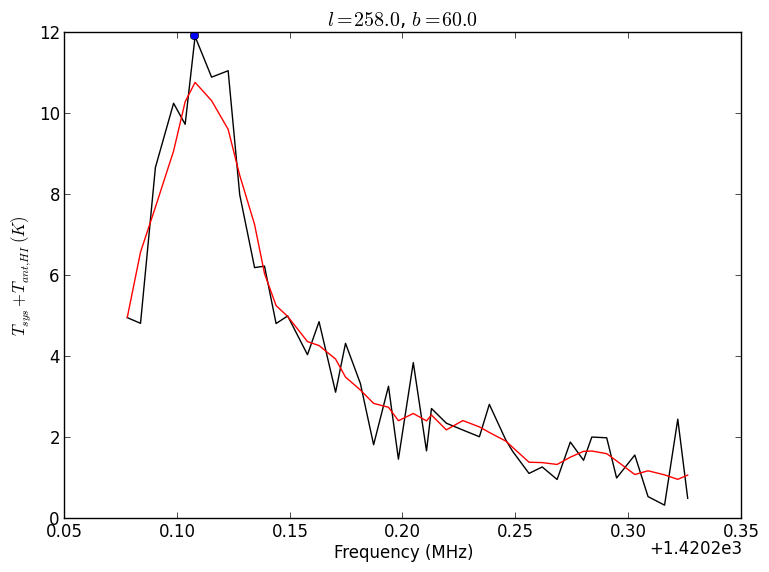 l = 258.0, b = 60.0
12
10
8
6
4
2
0
T_sys + T_ant,HI (K)
0.05 0.10 0.15 0.20 0.25 0.30 0.35
+1.4202e3
Frequency (MHz)